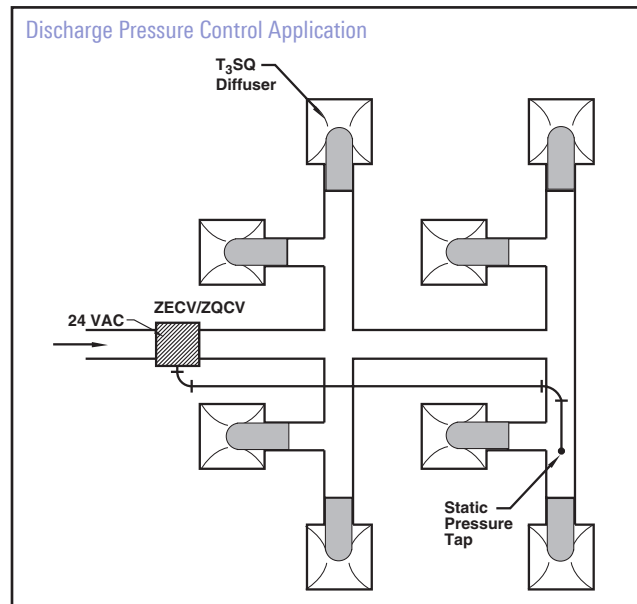 Discharge Pressure Control Application
T₃SQ
Diffuser
ZECV/ZQCV
24 VAC
Static
Pressure
Tap